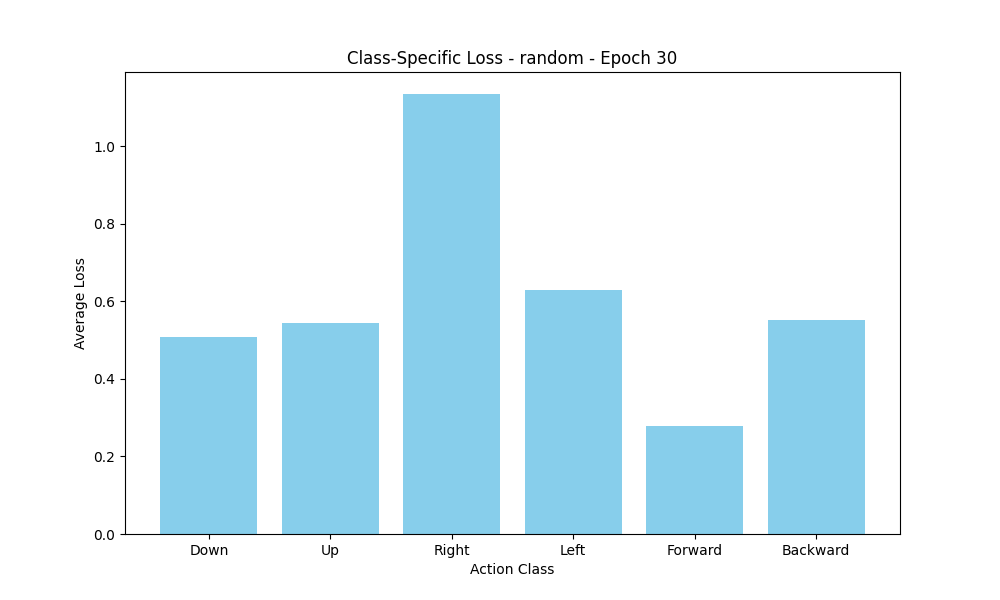 Class-Specific Loss - random - Epoch 30
Average Loss
1.0
0.8
0.6
0.4
0.2
0.0
Down Up Right Left Forward Backward
Action Class